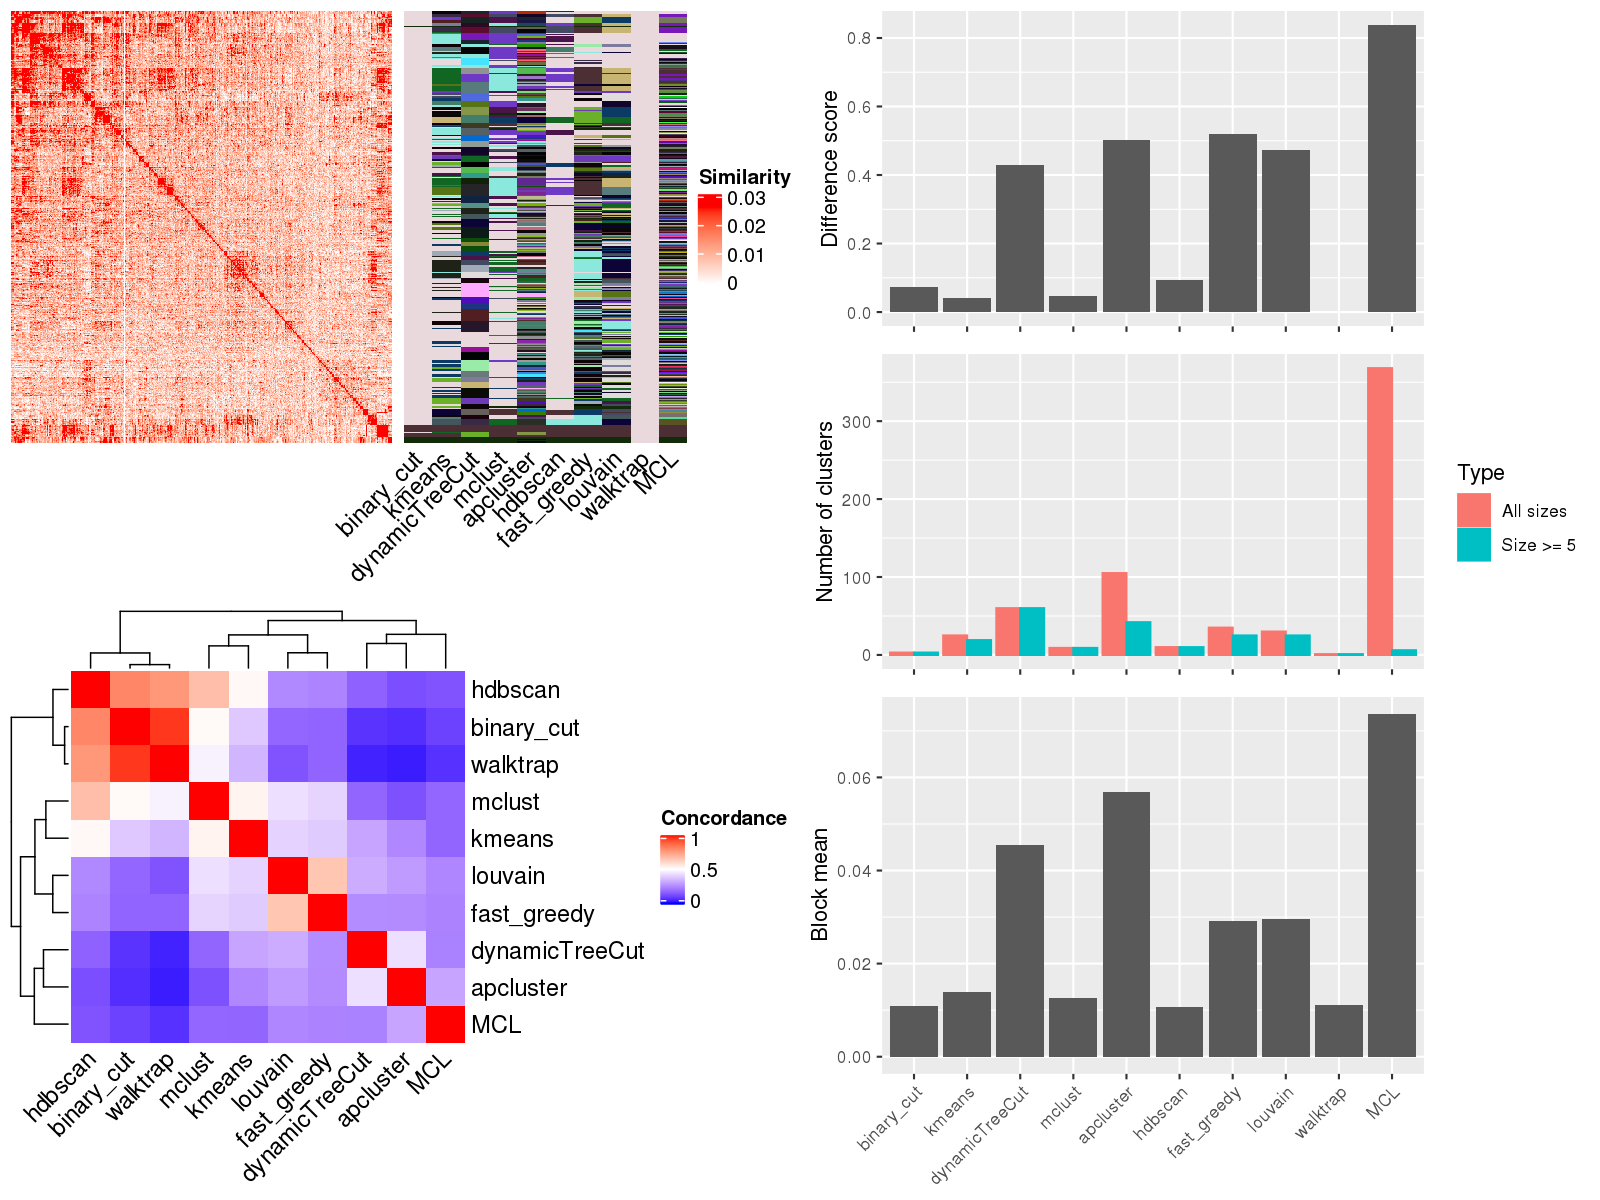 Similarity
0.03
0.02
0.01
0
binary_cut
kmeans
dynamicTreeCut
mclust
apcluster
hdbscan
fast_greedy
louvain
walktrap
MCL
hdbscan
binary_cut
walktrap
mclust
kmeans
louvain
fast_greedy
dynamicTreeCut
apcluster
MCL
hdbscan
binary_cut
walktrap
mclust
kmeans
louvain
fast_greedy
dynamicTreeCut
apcluster
MCL
Concordance
1
0.5
0
Difference score
0.8
0.6
0.4
0.2
0.0
Number of clusters
300
200
100
0
Type
All sizes
Size >= 5
Block mean
0.06
0.04
0.02
0.00
binary_cut
kmeans
dynamicTreeCut
mclust
apcluster
hdbscan
fast_greedy
louvain
walktrap
MCL